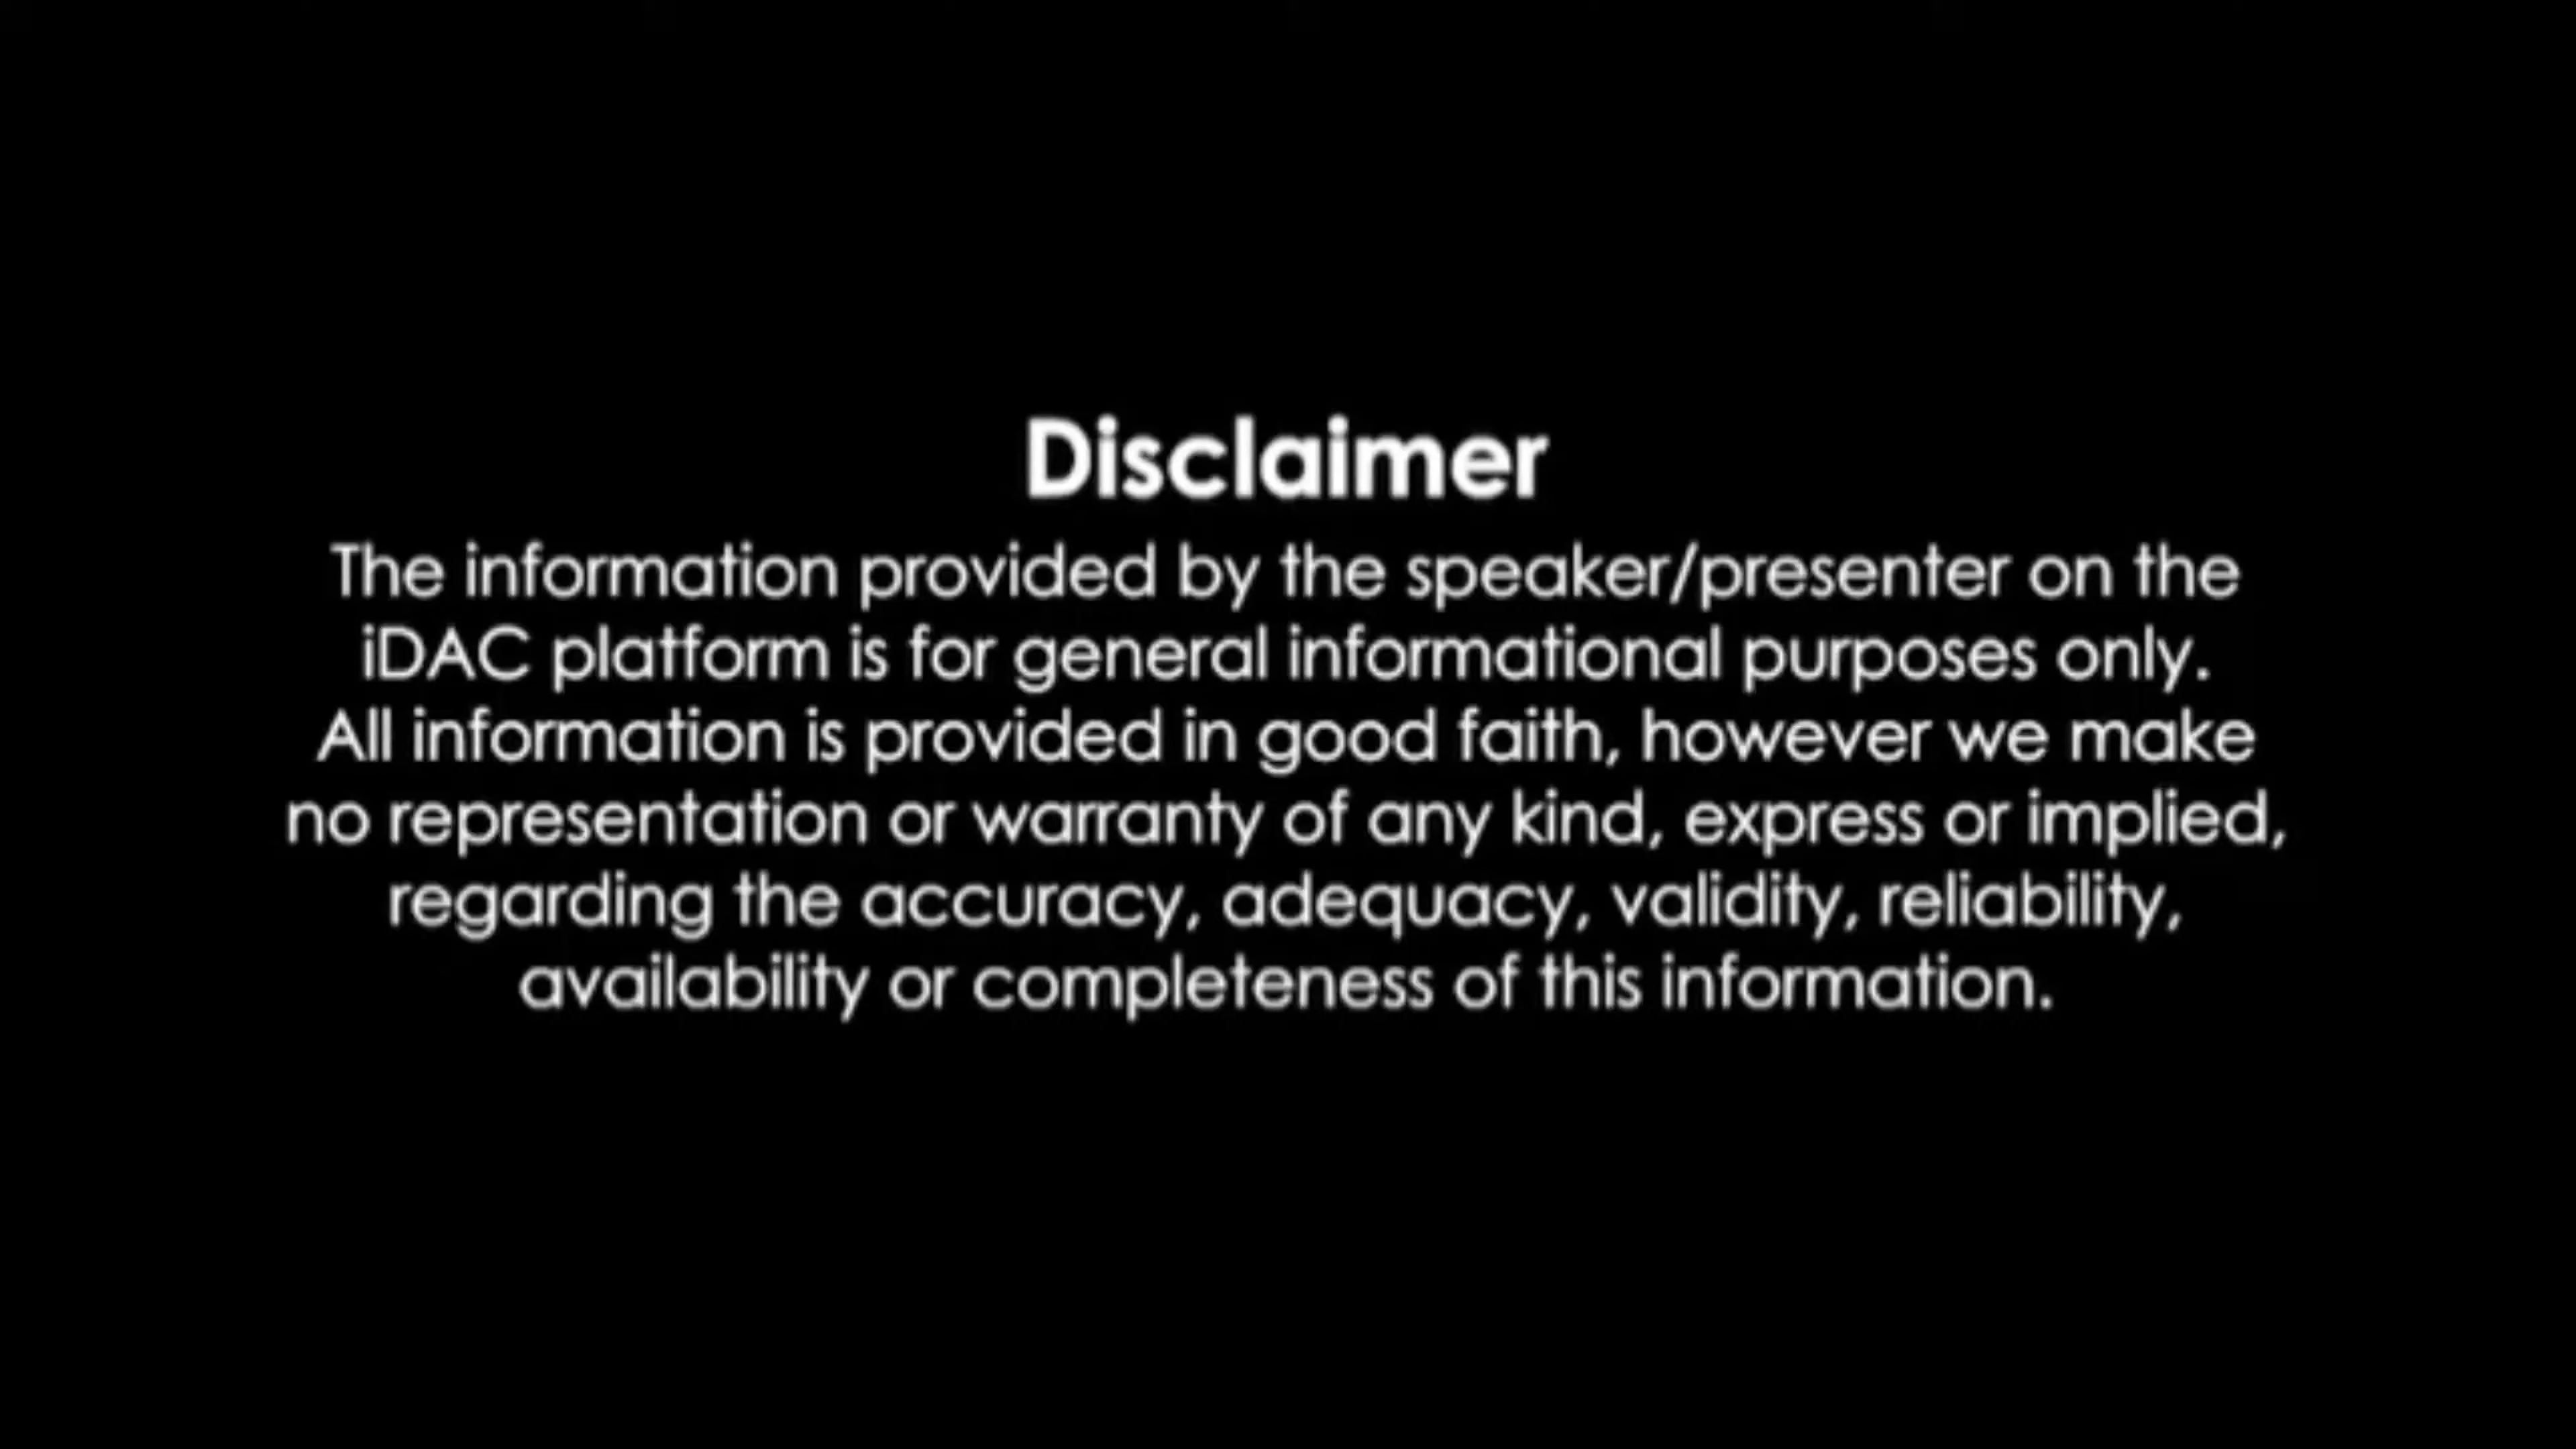 Disclaimer
The information provided by the speaker/presenter on the
iDAC platform is for general informational purposes only.
All information is provided in good faith, however we make
no representation or warranty of any kind, express or implied,
regarding the accuracy, adequacy, validity, reliability,
availability or completeness of this information.